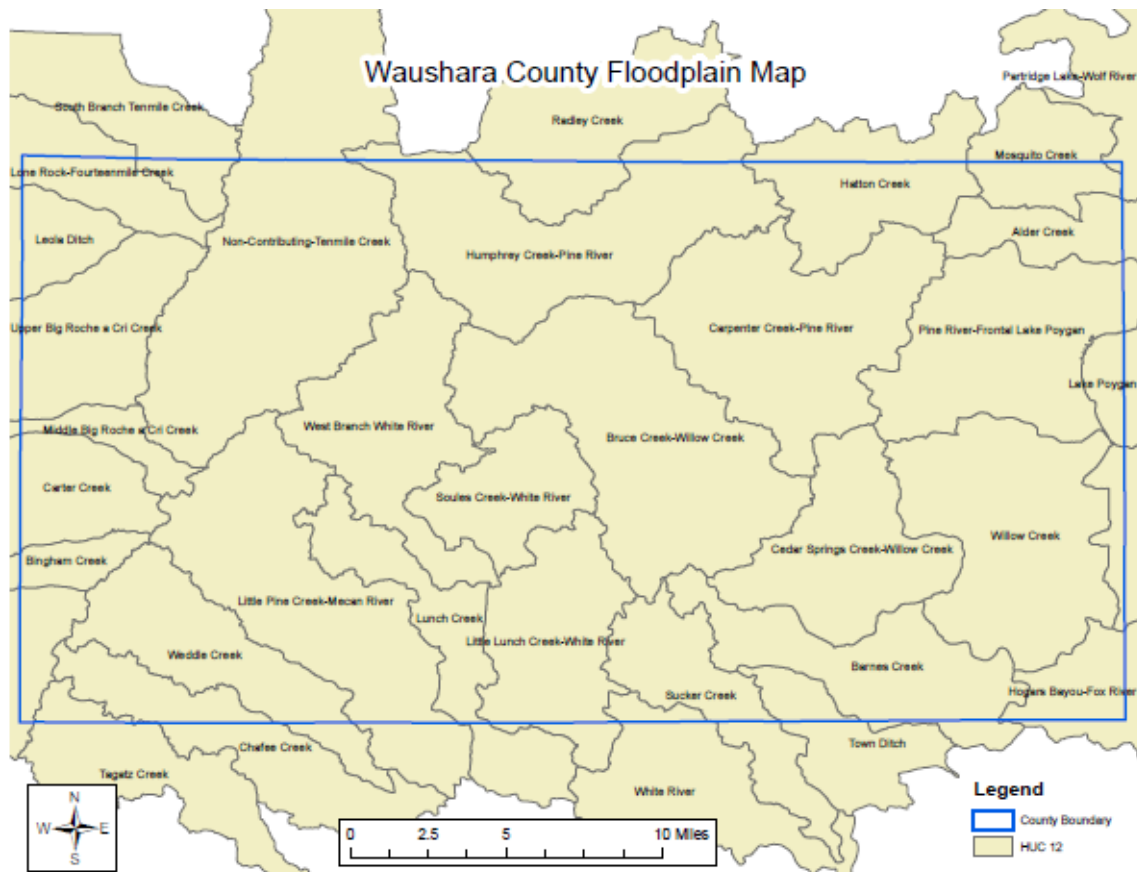 Waushara County Floodplain Map
Partridge Lake-Wolf River
South Branch Tenmile Creek
Radley Creek
Mosquito Creek
Lone Rock-Fourteenmile Creek
Hatton Creek
Alder Creek
Leola Ditch
Non-Contributing-Tenmile Creek
Humphrey Creek-Pine River
Upper Big Roche a Cri Creek
Carpenter Creek-Pine River
Pine River-Frontal Lake Poygan
Lake Poygan
West Branch White River
Middle Big Roche a Cri Creek
Bruce Creek-Willow Creek
Carter Creek
Soules Creek-White River
Willow Creek
Cedar Springs Creek-Willow Creek
Bingham Creek
Little Pine Creek-Mecan River
Lunch Creek
Little Lunch Creek-White River
Weddle Creek
Barnes Creek
Sucker Creek
Hogars Bayou-Fox River
Chafee Creek
Town Ditch
Tagatz Creek
White River
Legend
County Boundary
HUC 12
N
W
E
S
0 2.5 5 10 Miles